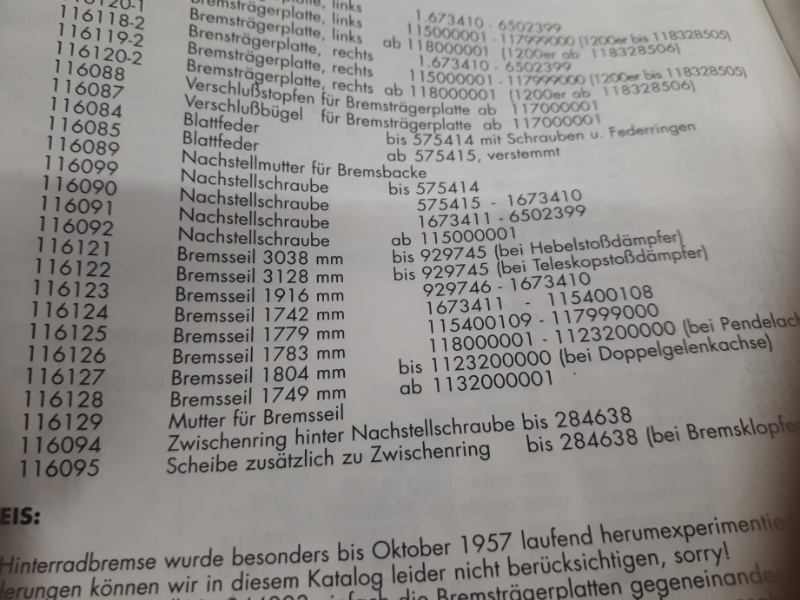 Bremsträgerplatte, links 1.673410 - 6502399
Bremsträgerplatte, links 115000001 - 117999000 (1200er bis 118328505)
116120-1 Bremsträgerplatte, links ab 118000001 (1200er ab 118328506)
116118-2 Brensträgerplatte, rechts 1.673410 - 6502399
116119-2 Bremsträgerplatte, rechts 115000001 - 117999000 (1200er bis 118328505)
116120-2 Bremsträgerplatte, rechts ab 118000001 (1200er ab 118328506)
116088 Verschlußstopfen für Bremsträgerplatte ab 117000001
116087 Verschlußbügel für Bremsträgerplatte ab 117000001
116084 Blattfeder bis 575414 mit Schrauben u. Federringen
116085 Blattfeder ab 575415, verstemmt
116089 Nachstellmutter für Bremsbacke
116099 Nachstellschraube bis 575414
116090 Nachstellschraube 575415 - 1673410
116091 Nachstellschraube 1673411 - 6502399
116092 Nachstellschraube ab 115000001
116121 Bremsseil 3038 mm bis 929745 (bei Hebelstoßdämpfer)
116122 Bremsseil 3128 mm bis 929745 (bei Teleskopstoßdämpfer)
116123 Bremsseil 1916 mm 929746 - 1673410
116124 Bremsseil 1742 mm 1673411 - 115400108
116125 Bremsseil 1779 mm 115400109 - 117999000
116126 Bremsseil 1783 mm 118000001 - 1123200000 (bei Pendelach
116127 Bremsseil 1804 mm bis 1123200000 (bei Doppelgelenkachse)
116128 Bremsseil 1749 mm ab 1132000001
116129 Mutter für Bremsseil
116094 Zwischenring hinter Nachstellschraube bis 284638
116095 Scheibe zusätzlich zu Zwischenring bis 284638 (bei Bremsklopfe
EIS:
Hinterradbremse wurde besonders bis Oktober 1957 laufend herumexperimentie
derungen können wir in diesem Katalog leider nicht berücksichtigen, sorry!
einfach die Bremsträgerplatten gegeneinander